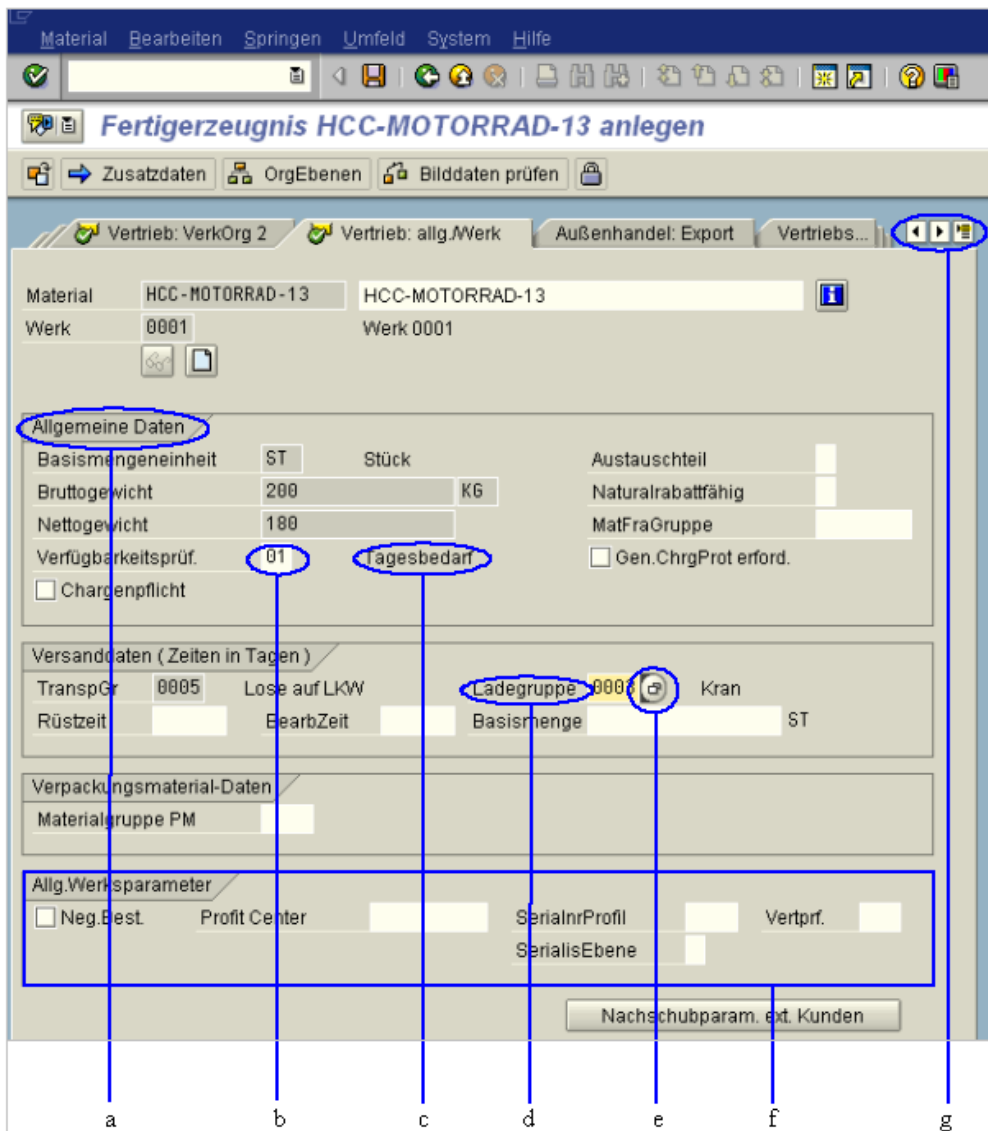 Material Bearbeiten Springen Umfeld System Hilfe
Fertigerzeugnis HCC-MOTORRAD-13 anlegen
Zusatzdaten OrgEbenen Bilddaten prüfen
Vertrieb: VerkOrg 2 Vertrieb: allg./Werk Außenhandel: Export Vertriebs...
Material HCC-MOTORRAD-13 HCC-MOTORRAD-13
Werk 0001 Werk 0001
Allgemeine Daten
Basismengeneinheit ST Stück Austauschteil
Bruttogewicht 200 KG Naturalrabattfähig
Nettogewicht 180 MatFraGruppe
Verfügbarkeitsprüf. 01 Tagesbedarf Gen.ChrgProt erford.
Chargenpflicht
Versanddaten ( Zeiten in Tagen )
TranspGr 0005 Lose auf LKW Ladegruppe 0003 Kran
Rüstzeit BearbZeit Basismenge ST
Verpackungsmaterial-Daten
Materialgruppe PM
Allg.Werksparameter
Neg.Best. Profit Center SerialnrProfil Vertprf.
SerialisEbene
Nachschubparam. ext. Kunden
a b c d e f g